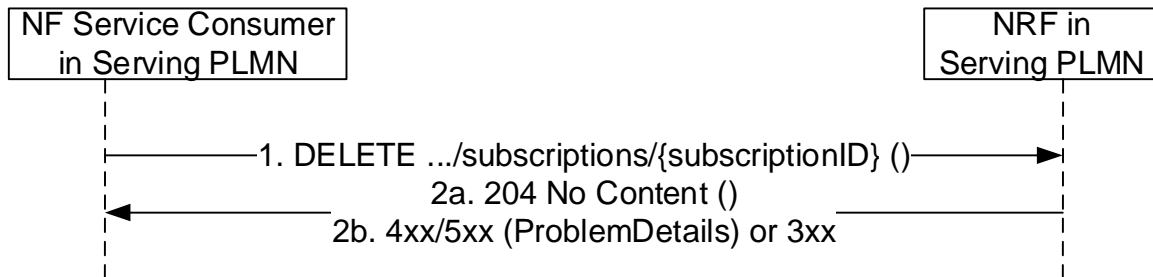 NF Service Consumer
in Serving PLMN
NRF in
Serving PLMN
1. DELETE .../subscriptions/{subscriptionID} ()
2a. 204 No Content ()
2b. 4xx/5xx (ProblemDetails) or 3xx